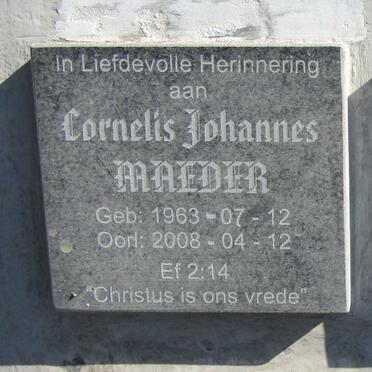 In Liefdevolle Herinnering
aan
Cornelis Johannes
MAEDER
Geb: 1963 - 07 - 12
Oorl: 2008 - 04 - 12
Ef 2:14
"Christus is ons vrede"